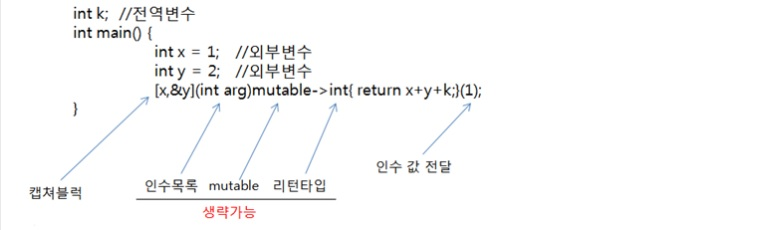 int k; //전역변수
int main() {
int x = 1; //외부변수
int y = 2; //외부변수
[x,&y](int arg)mutable->int{ return x+y+k;}(1);
}
캡쳐블럭 인수목록 mutable 리턴타입 인수 값 전달
생략가능